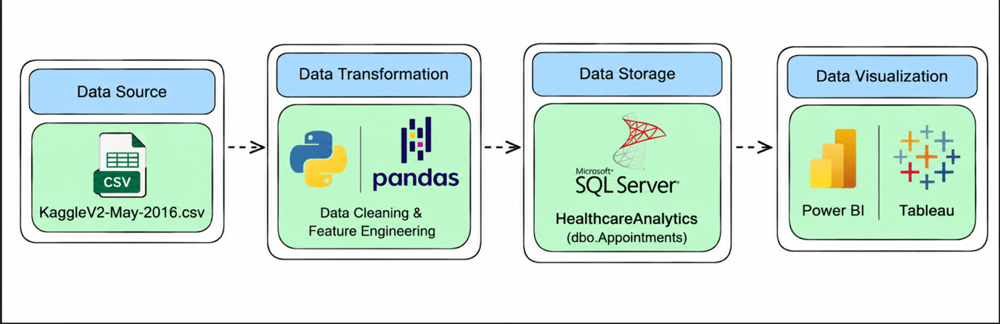 Data Source
CSV
KaggleV2-May-2016.csv
Data Transformation
pandas
Data Cleaning &
Feature Engineering
Data Storage
Microsoft®
SQL Server®
HealthcareAnalytics
(dbo.Appointments)
Data Visualization
Power BI
Tableau